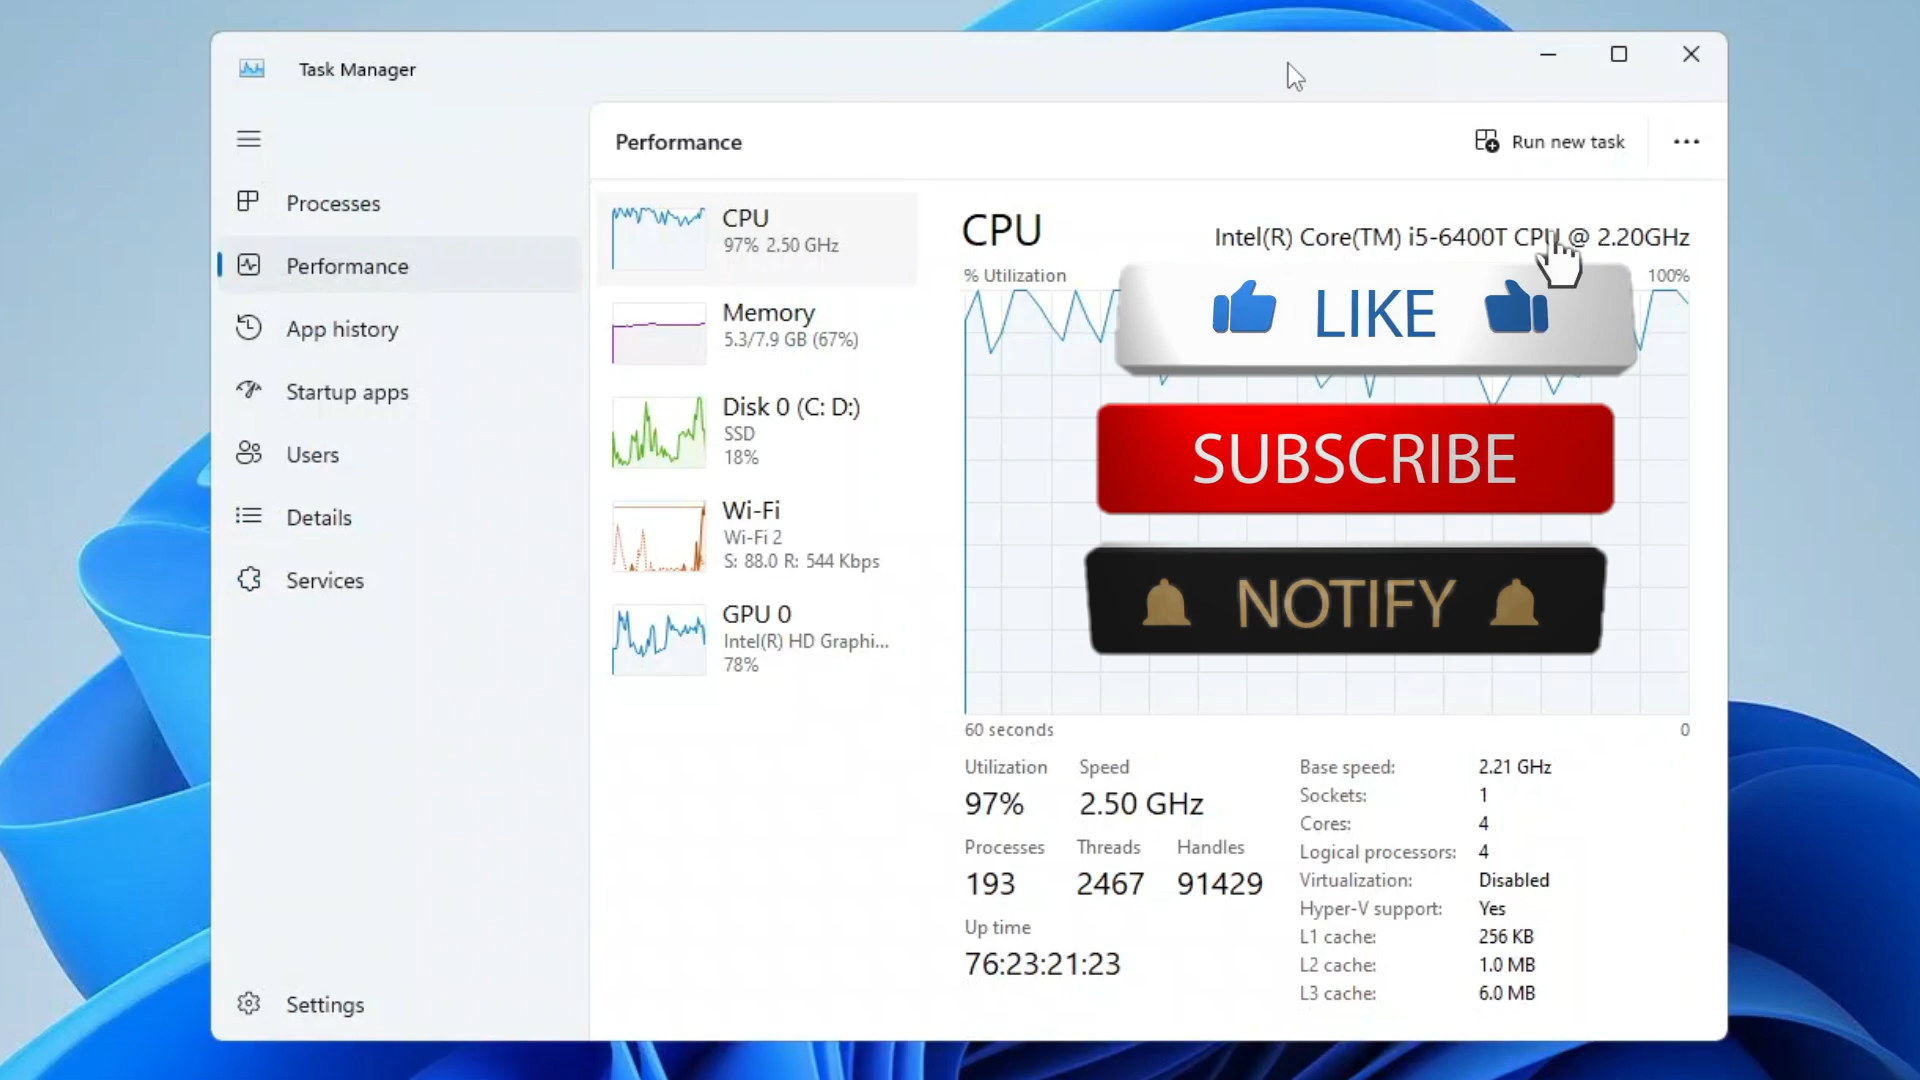 Task Manager
Processes
Performance
App history
Startup apps
Users
Details
Services
Settings
Performance
Run new task
CPU
97% 2.50 GHz
Memory
5.3/7.9 GB (67%)
Disk 0 (C: D:)
SSD
18%
Wi-Fi
Wi-Fi 2
S: 88.0 R: 544 Kbps
GPU 0
Intel(R) HD Graphi...
78%
CPU
Intel(R) Core(TM) i5-6400T CPU @ 2.20GHz
% Utilization 100%
LIKE
SUBSCRIBE
NOTIFY
60 seconds 0
Utilization Speed
97% 2.50 GHz
Processes Threads Handles
193 2467 91429
Up time
76:23:21:23
Base speed: 2.21 GHz
Sockets: 1
Cores: 4
Logical processors: 4
Virtualization: Disabled
Hyper-V support: Yes
L1 cache: 256 KB
L2 cache: 1.0 MB
L3 cache: 6.0 MB